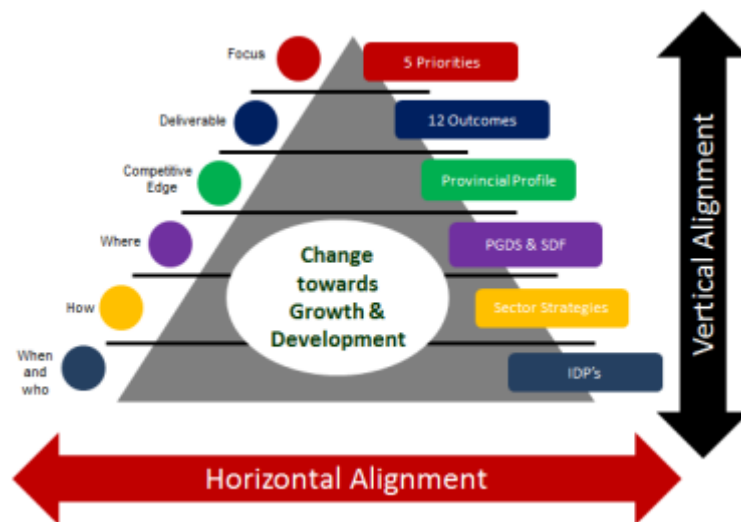 Focus
5 Priorities
Deliverable
12 Outcomes
Competitive
Edge
Provincial Profile
Where
PGDS & SDF
Change
towards
Growth &
Development
How
Sector Strategies
When
and
who
IDP's
Vertical Alignment
Horizontal Alignment